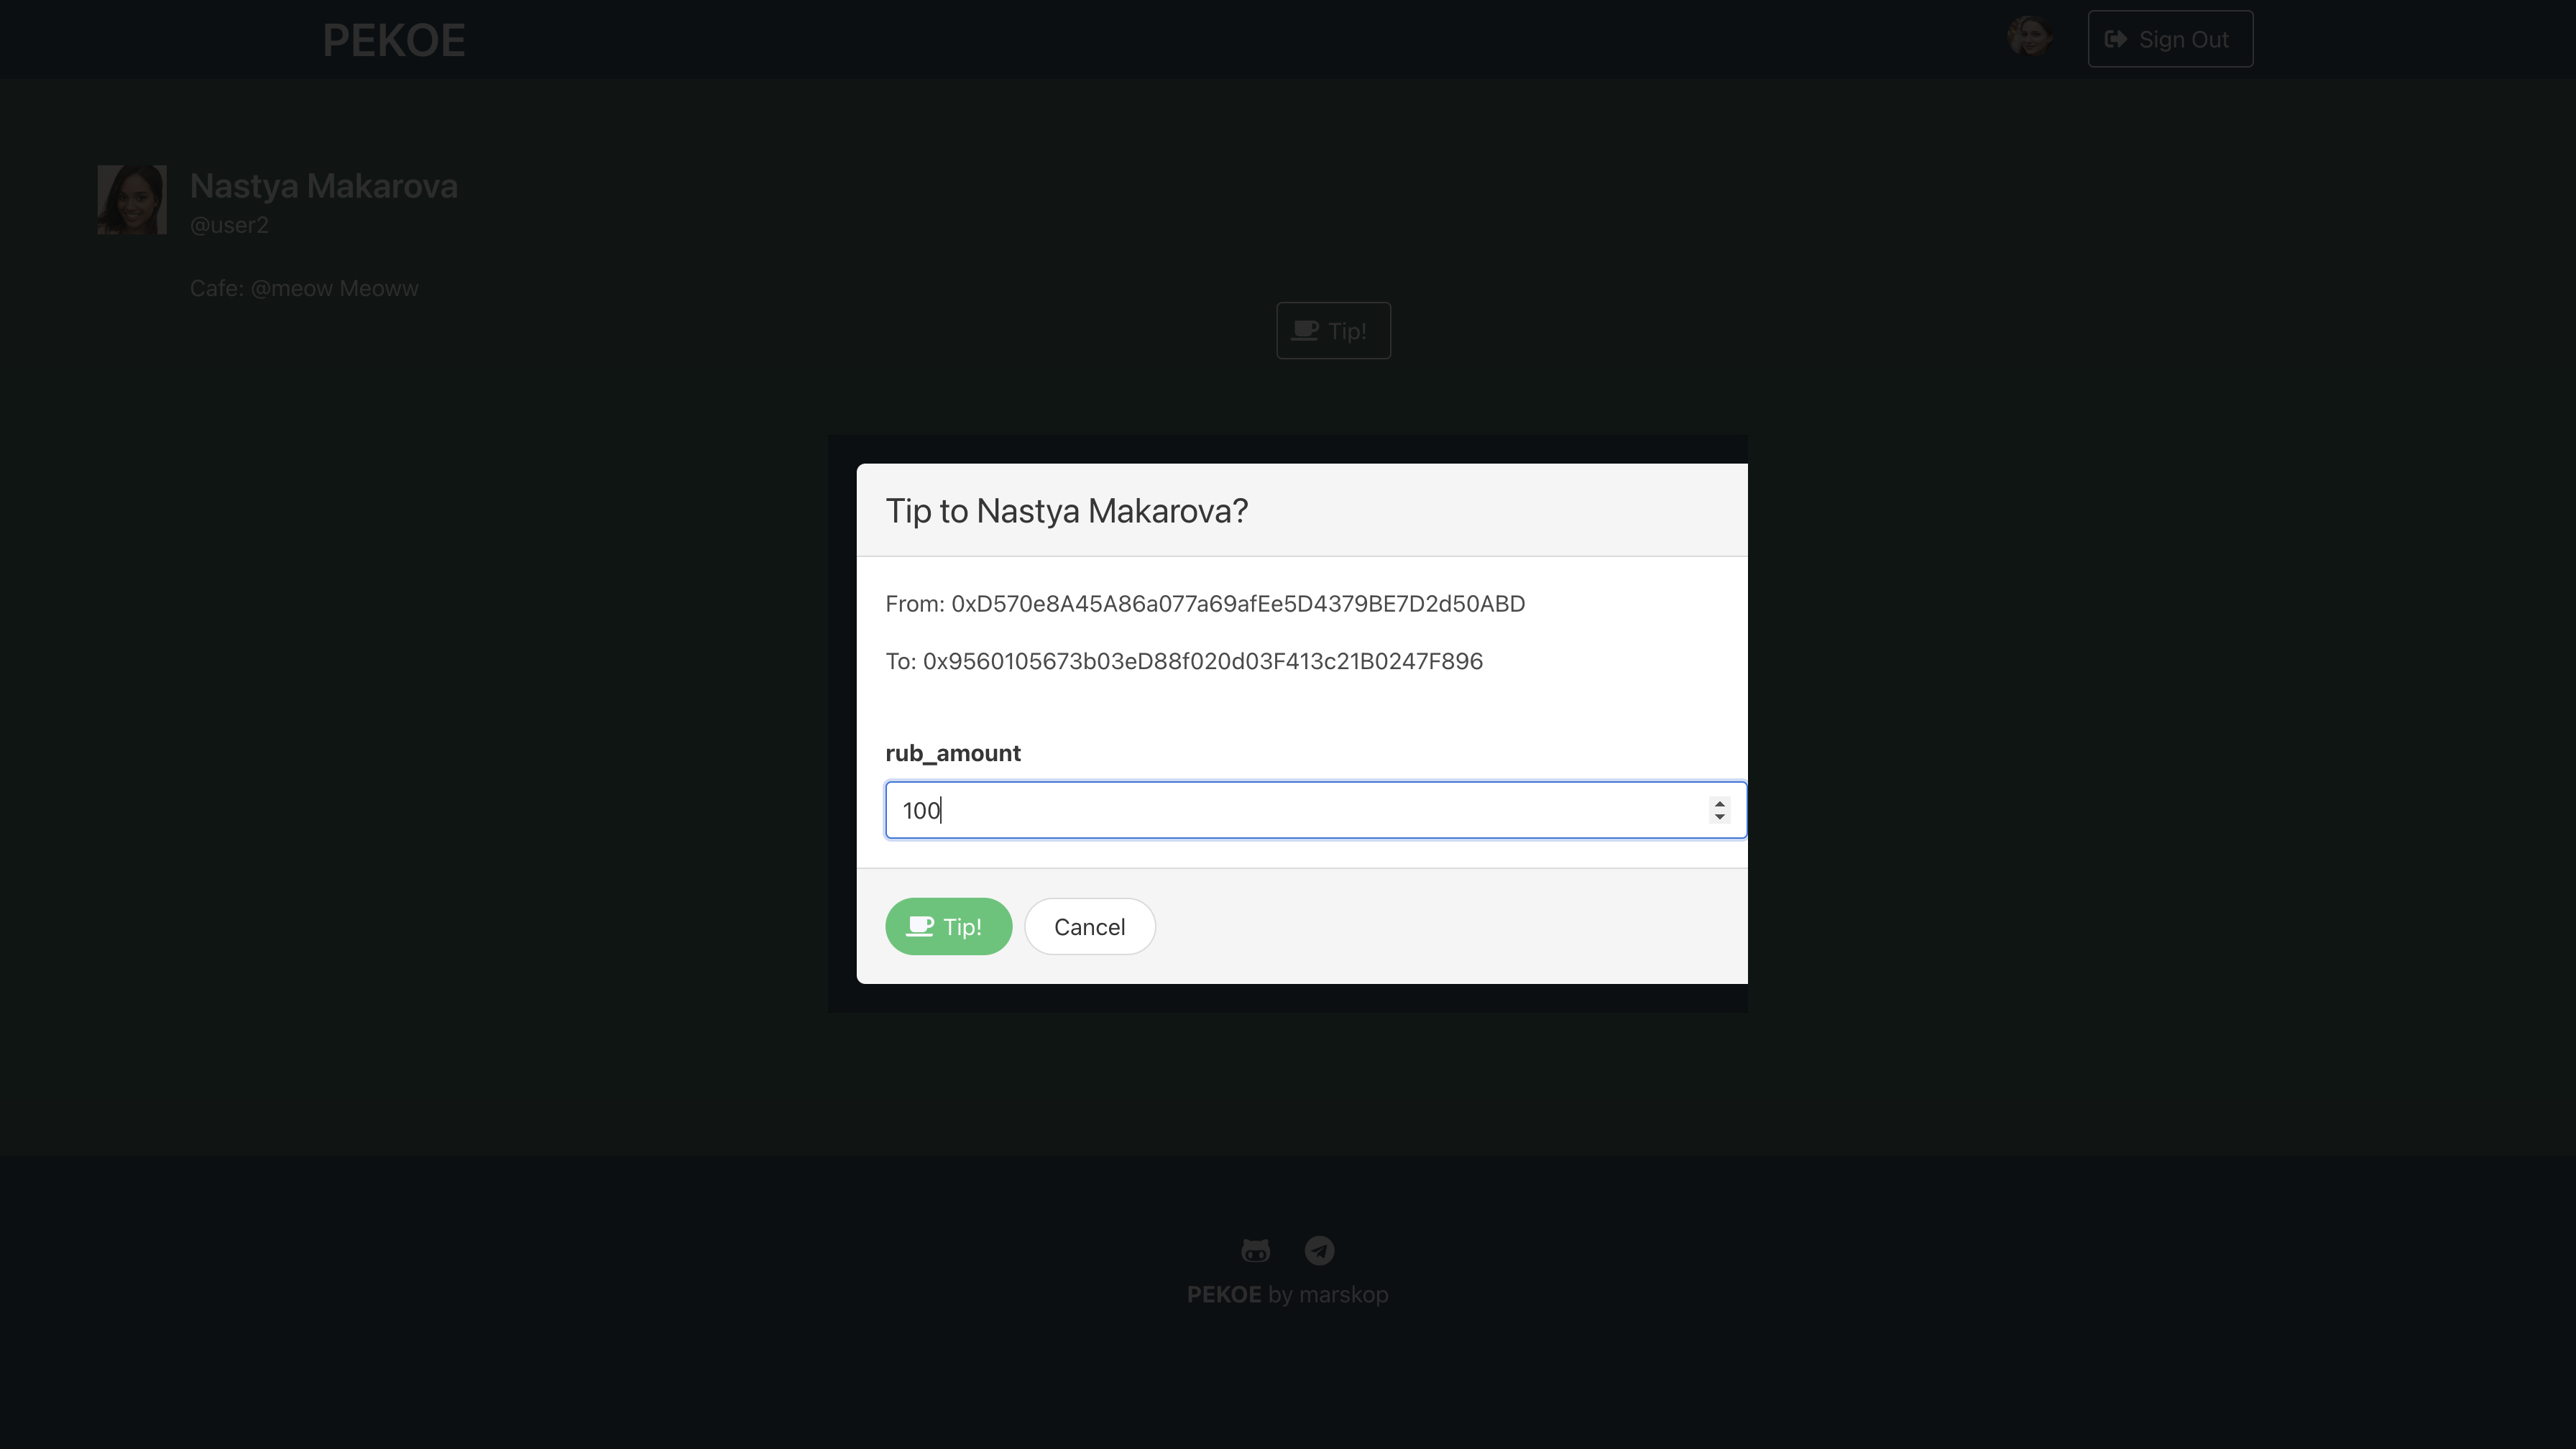 PEKOE
Sign Out
Nastya Makarova
@user2
Cafe: @meow Meoww
Tip!
Tip to Nastya Makarova?
From: 0xD570e8A45A86a077a69afEe5D4379BE7D2d50ABD
To: 0x9560105673b03eD88f020d03F413c21B0247F896
rub_amount
100
Tip!
Cancel
PEKOE by marskop